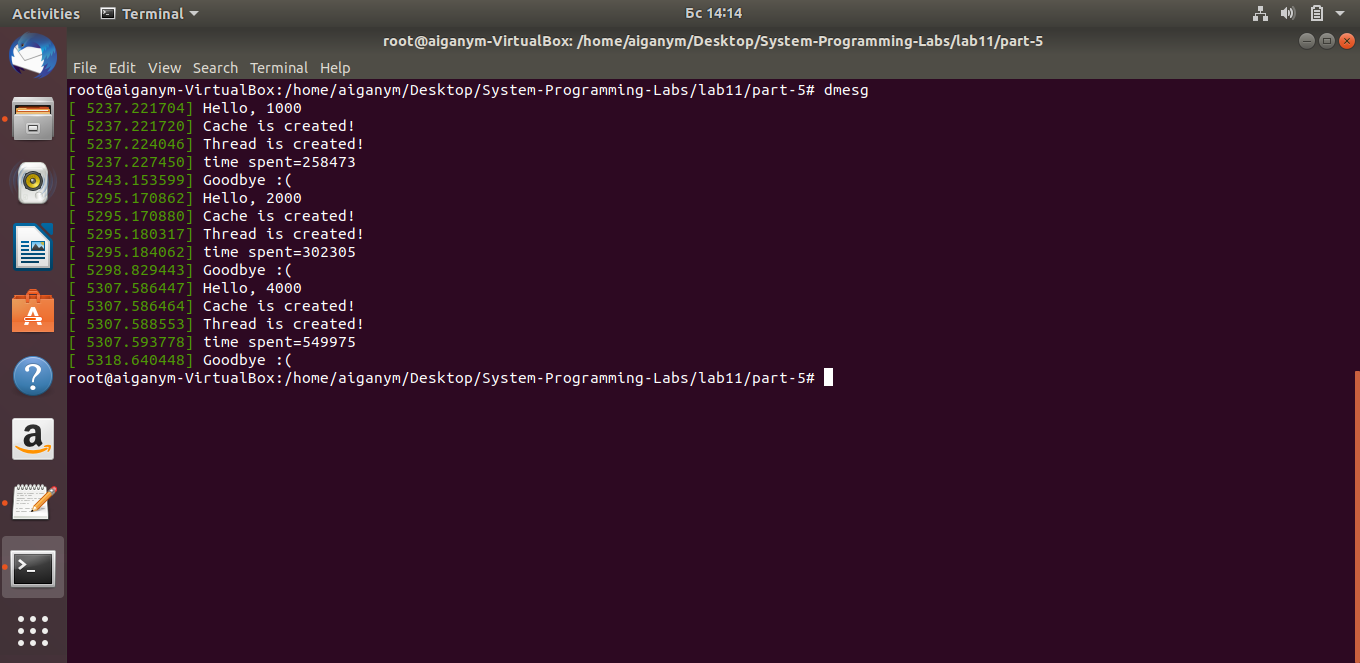 Activities Terminal Бс 14:14
root@aiganym-VirtualBox: /home/aiganym/Desktop/System-Programming-Labs/lab11/part-5
File Edit View Search Terminal Help
root@aiganym-VirtualBox:/home/aiganym/Desktop/System-Programming-Labs/lab11/part-5# dmesg
[ 5237.221704] Hello, 1000
[ 5237.221720] Cache is created!
[ 5237.224046] Thread is created!
[ 5237.227450] time spent=258473
[ 5243.153599] Goodbye :(
[ 5295.170862] Hello, 2000
[ 5295.170880] Cache is created!
[ 5295.180317] Thread is created!
[ 5295.184062] time spent=302305
[ 5298.829443] Goodbye :(
[ 5307.586447] Hello, 4000
[ 5307.586464] Cache is created!
[ 5307.588553] Thread is created!
[ 5307.593778] time spent=549975
[ 5318.640448] Goodbye :(
root@aiganym-VirtualBox:/home/aiganym/Desktop/System-Programming-Labs/lab11/part-5#